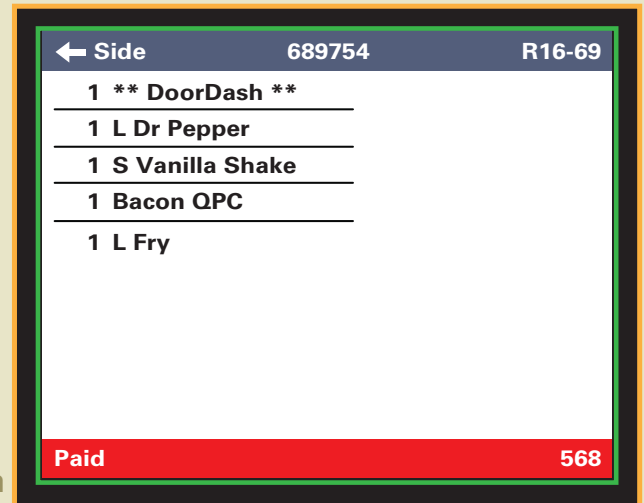 ← Side 689754 R16-69
1 ** DoorDash **
1 L Dr Pepper
1 S Vanilla Shake
1 Bacon QPC
1 L Fry
Paid 568